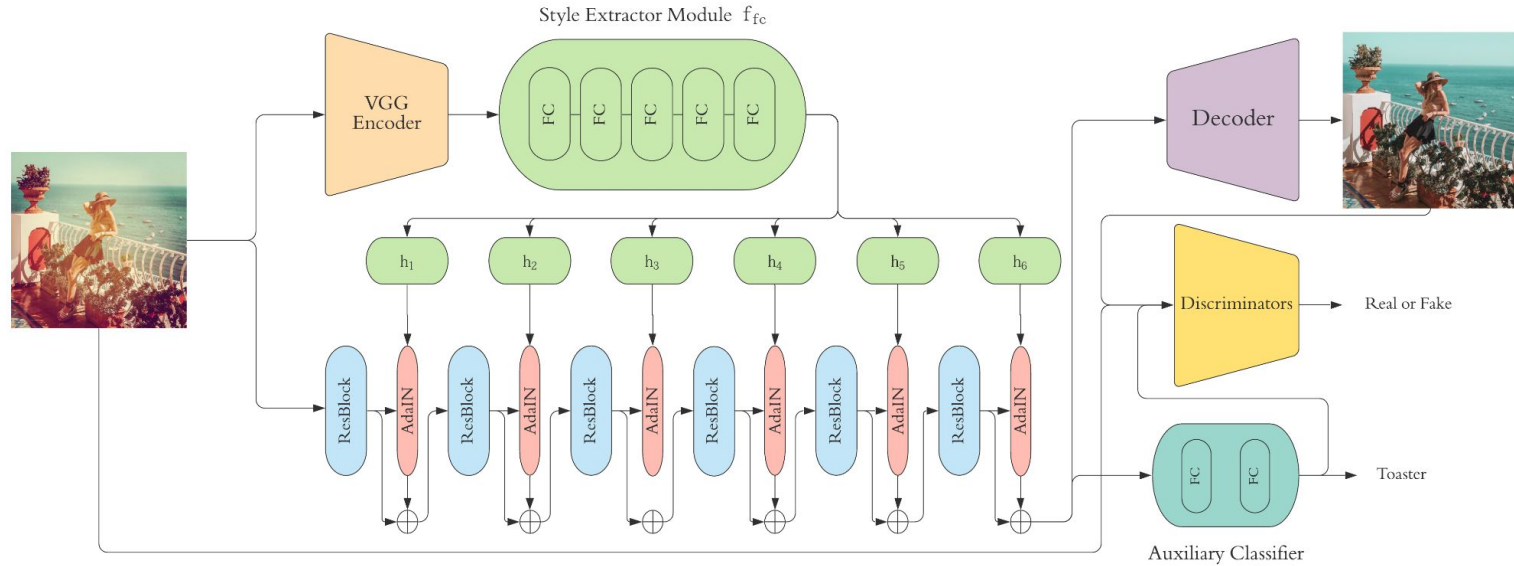 Style Extractor Module f_fc
VGG
Encoder
FC
FC
FC
FC
FC
Decoder
h₁
h₂
h₃
h₄
h₅
h₆
Discriminators
Real or Fake
ResBlock
AdaIN
ResBlock
AdaIN
ResBlock
AdaIN
ResBlock
AdaIN
ResBlock
AdaIN
ResBlock
AdaIN
FC
FC
Toaster
Auxiliary Classifier